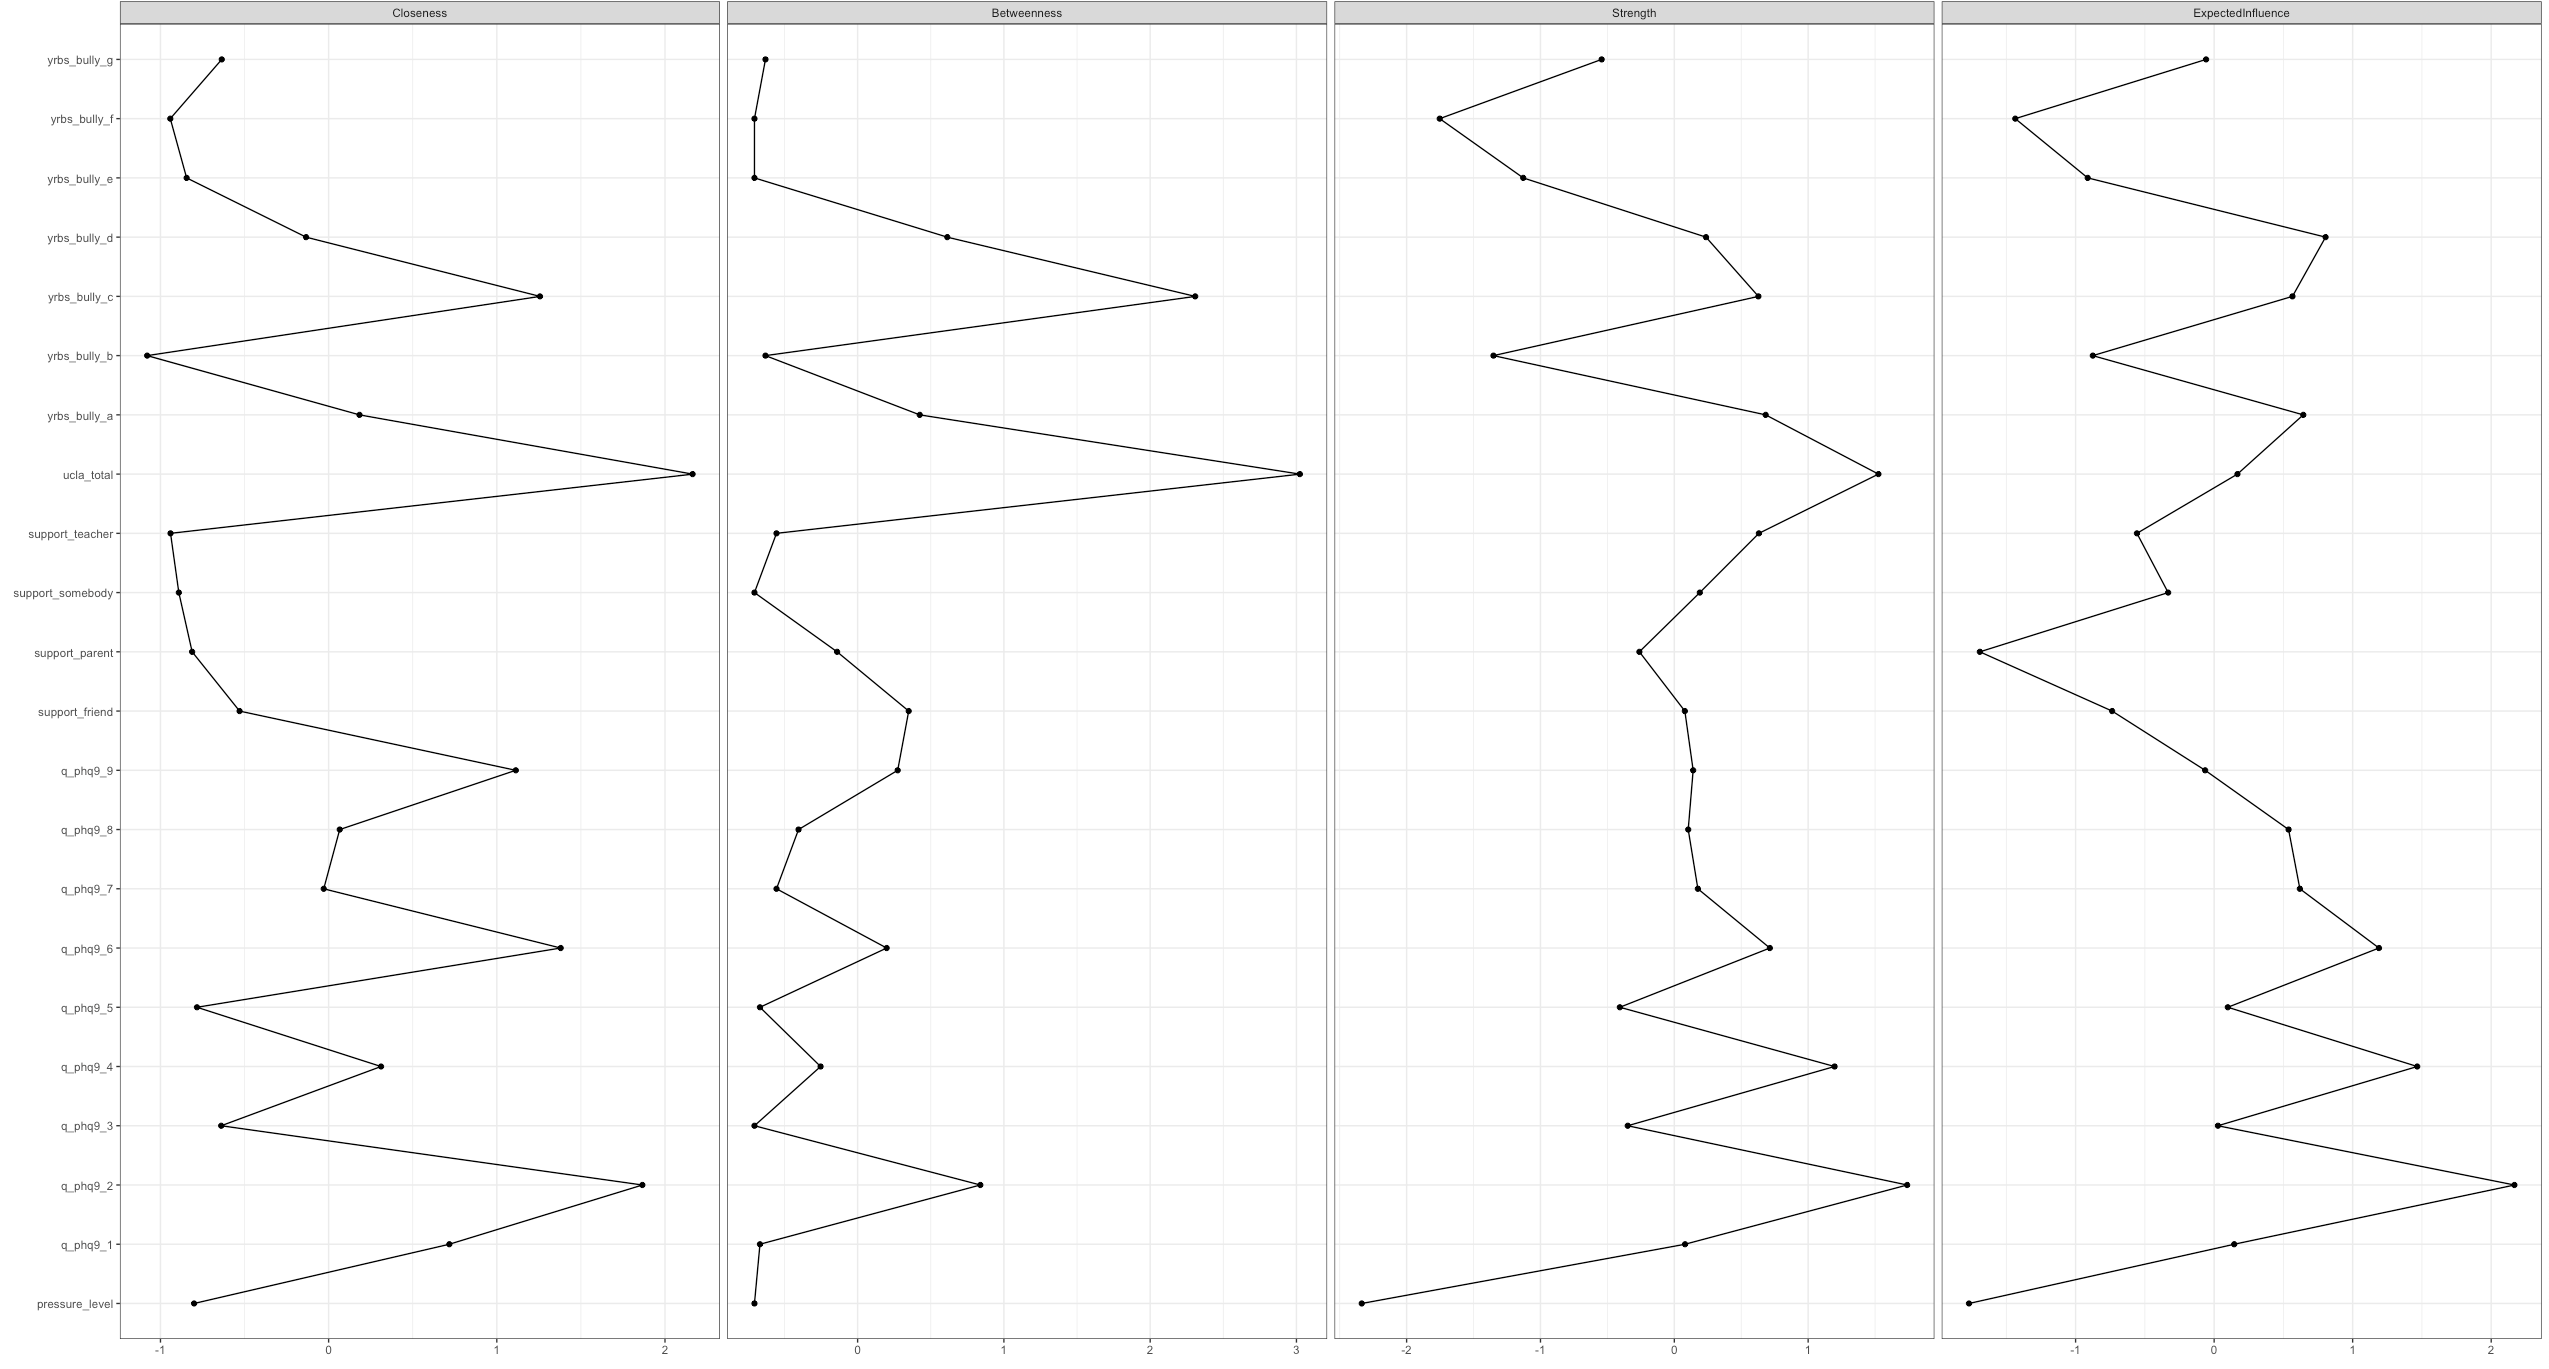 Closeness
Betweenness
Strength
ExpectedInfluence
yrbs_bully_g
yrbs_bully_f
yrbs_bully_e
yrbs_bully_d
yrbs_bully_c
yrbs_bully_b
yrbs_bully_a
ucla_total
support_teacher
support_somebody
support_parent
support_friend
q_phq9_9
q_phq9_8
q_phq9_7
q_phq9_6
q_phq9_5
q_phq9_4
q_phq9_3
q_phq9_2
q_phq9_1
pressure_level
-1 0 1 2
0 1 2 3
-2 -1 0 1
-1 0 1 2